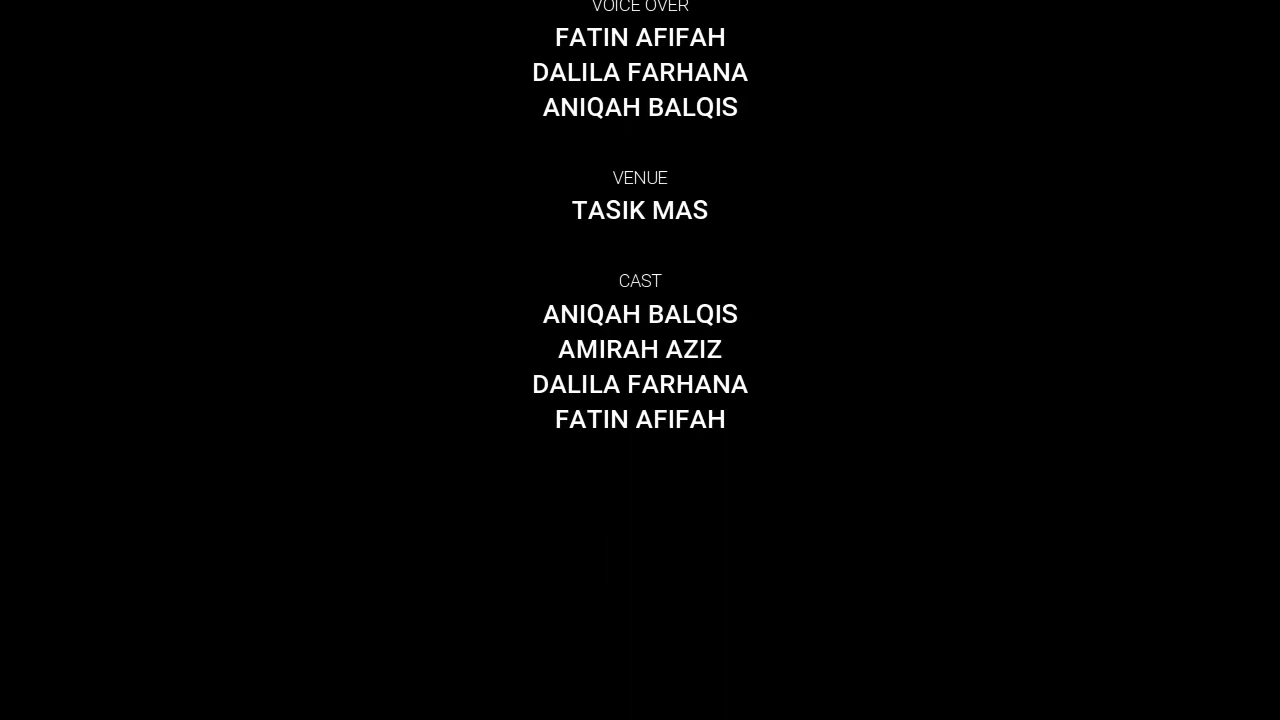 VOICE OVER
FATIN AFIFAH
DALILA FARHANA
ANIQAH BALQIS
VENUE
TASIK MAS
CAST
ANIQAH BALQIS
AMIRAH AZIZ
DALILA FARHANA
FATIN AFIFAH